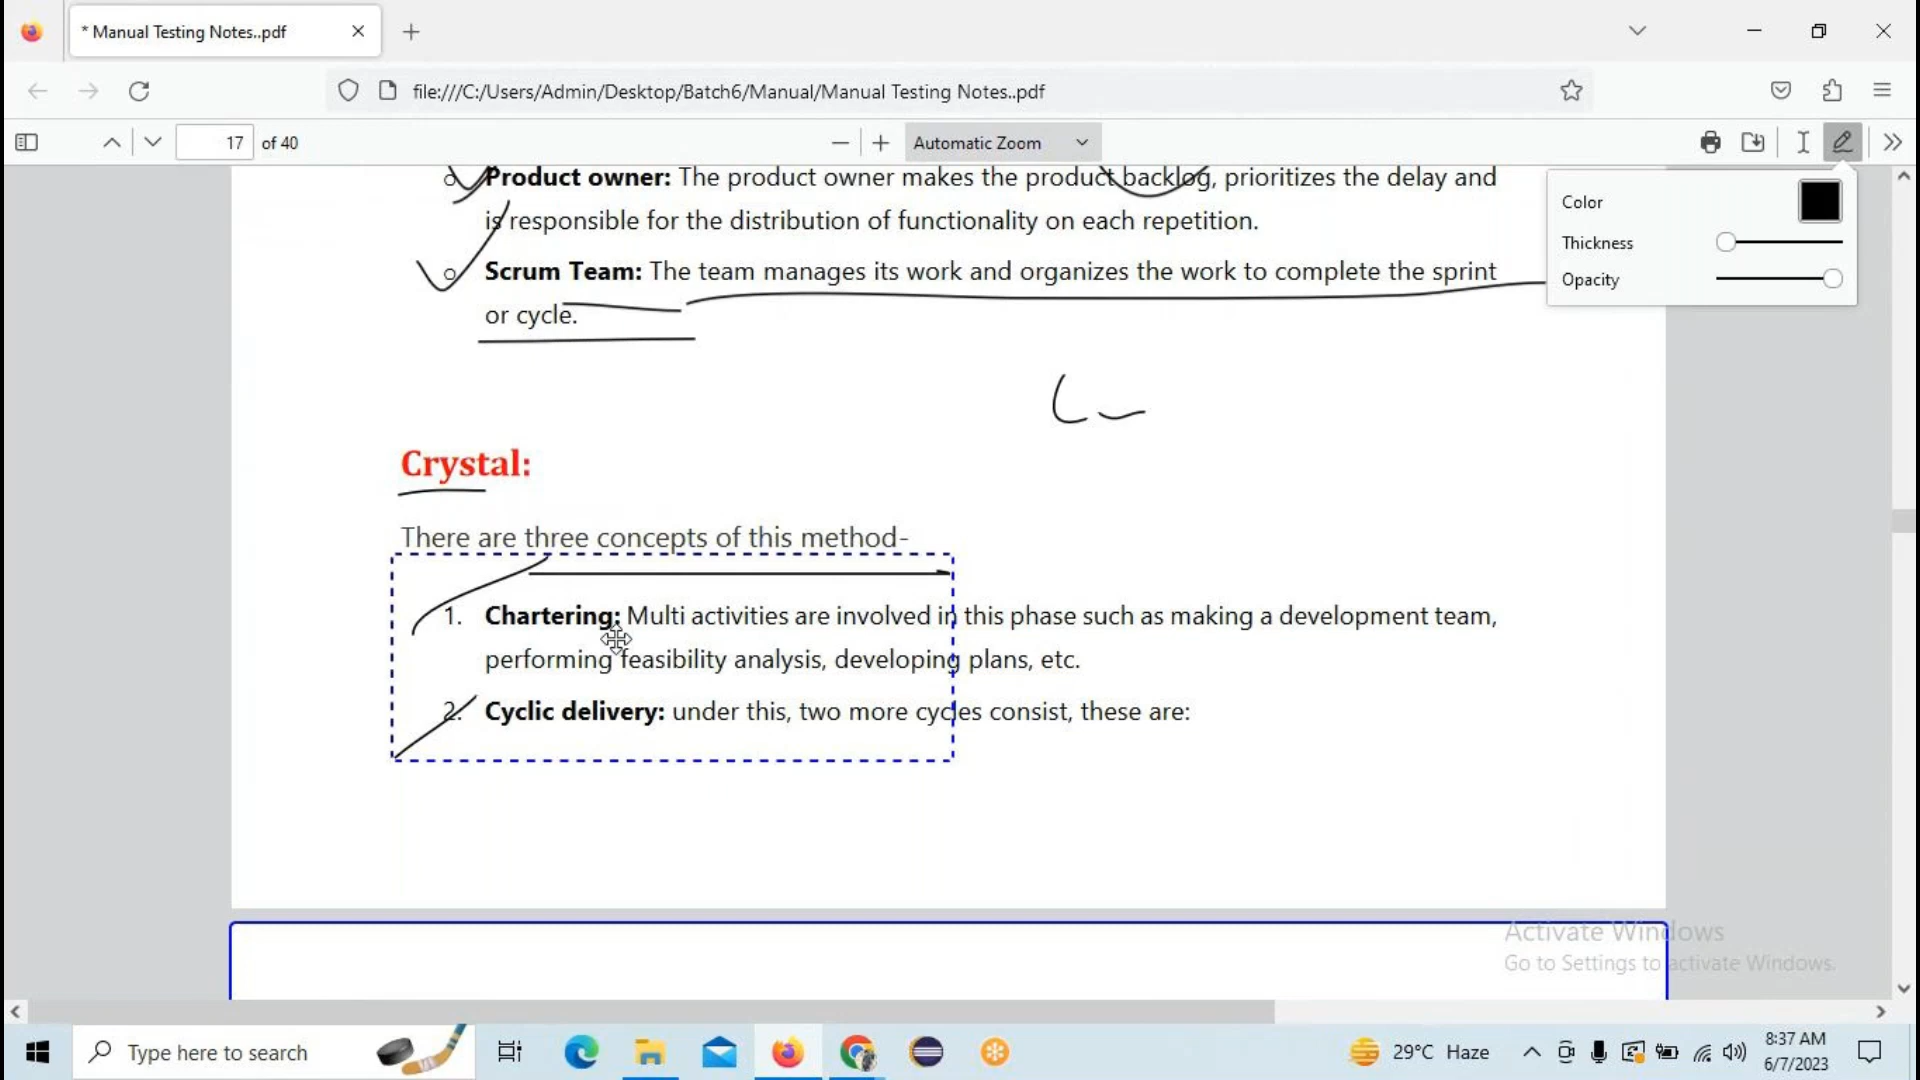 * Manual Testing Notes..pdf
file:///C:/Users/Admin/Desktop/Batch6/Manual/Manual Testing Notes..pdf
17 of 40
Automatic Zoom
Color
Thickness
Opacity
Product owner: The product owner makes the product backlog, prioritizes the delay and
is responsible for the distribution of functionality on each repetition.
Scrum Team: The team manages its work and organizes the work to complete the sprint
or cycle.
Crystal:
There are three concepts of this method-
1. Chartering: Multi activities are involved in this phase such as making a development team,
performing feasibility analysis, developing plans, etc.
2. Cyclic delivery: under this, two more cycles consist, these are:
Activate Windows
Go to Settings to activate Windows.
Type here to search
29°C Haze
8:37 AM
6/7/2023